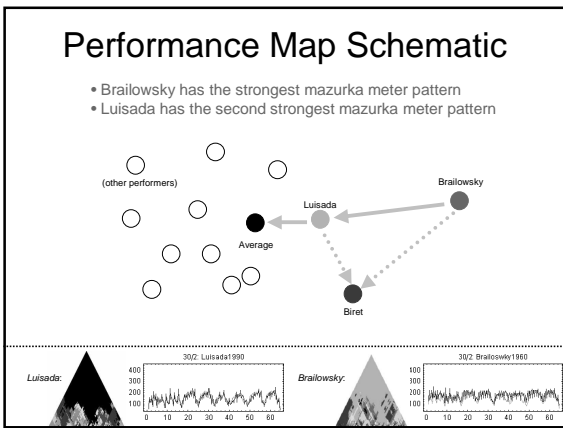 Performance Map Schematic
• Brailowsky has the strongest mazurka meter pattern
• Luisada has the second strongest mazurka meter pattern
(other performers)
Brailowsky
Luisada
Average
Biret
Luisada:
30/2: Luisada1990
400
300
200
100
0 10 20 30 40 50 60
Brailowsky:
30/2: Brailoswky1960
400
300
200
100
0 10 20 30 40 50 60